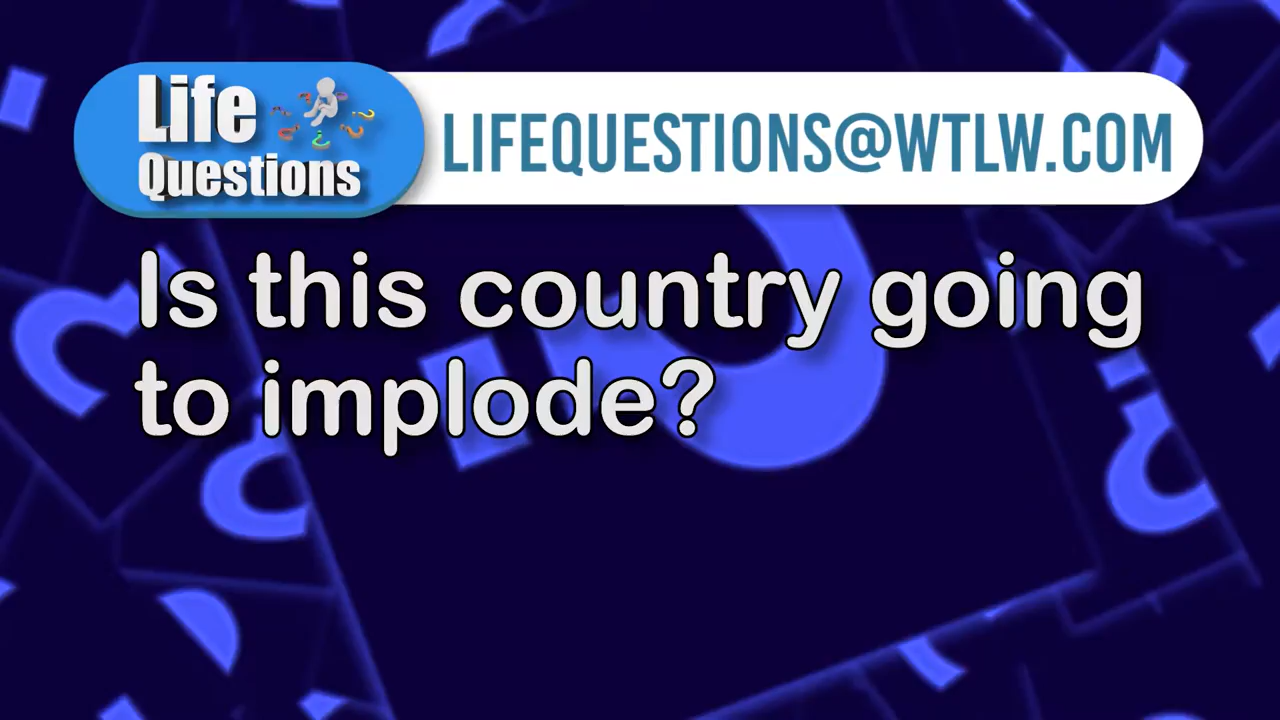 Life
Questions
LIFEQUESTIONS@WTLW.COM
Is this country going
to implode?